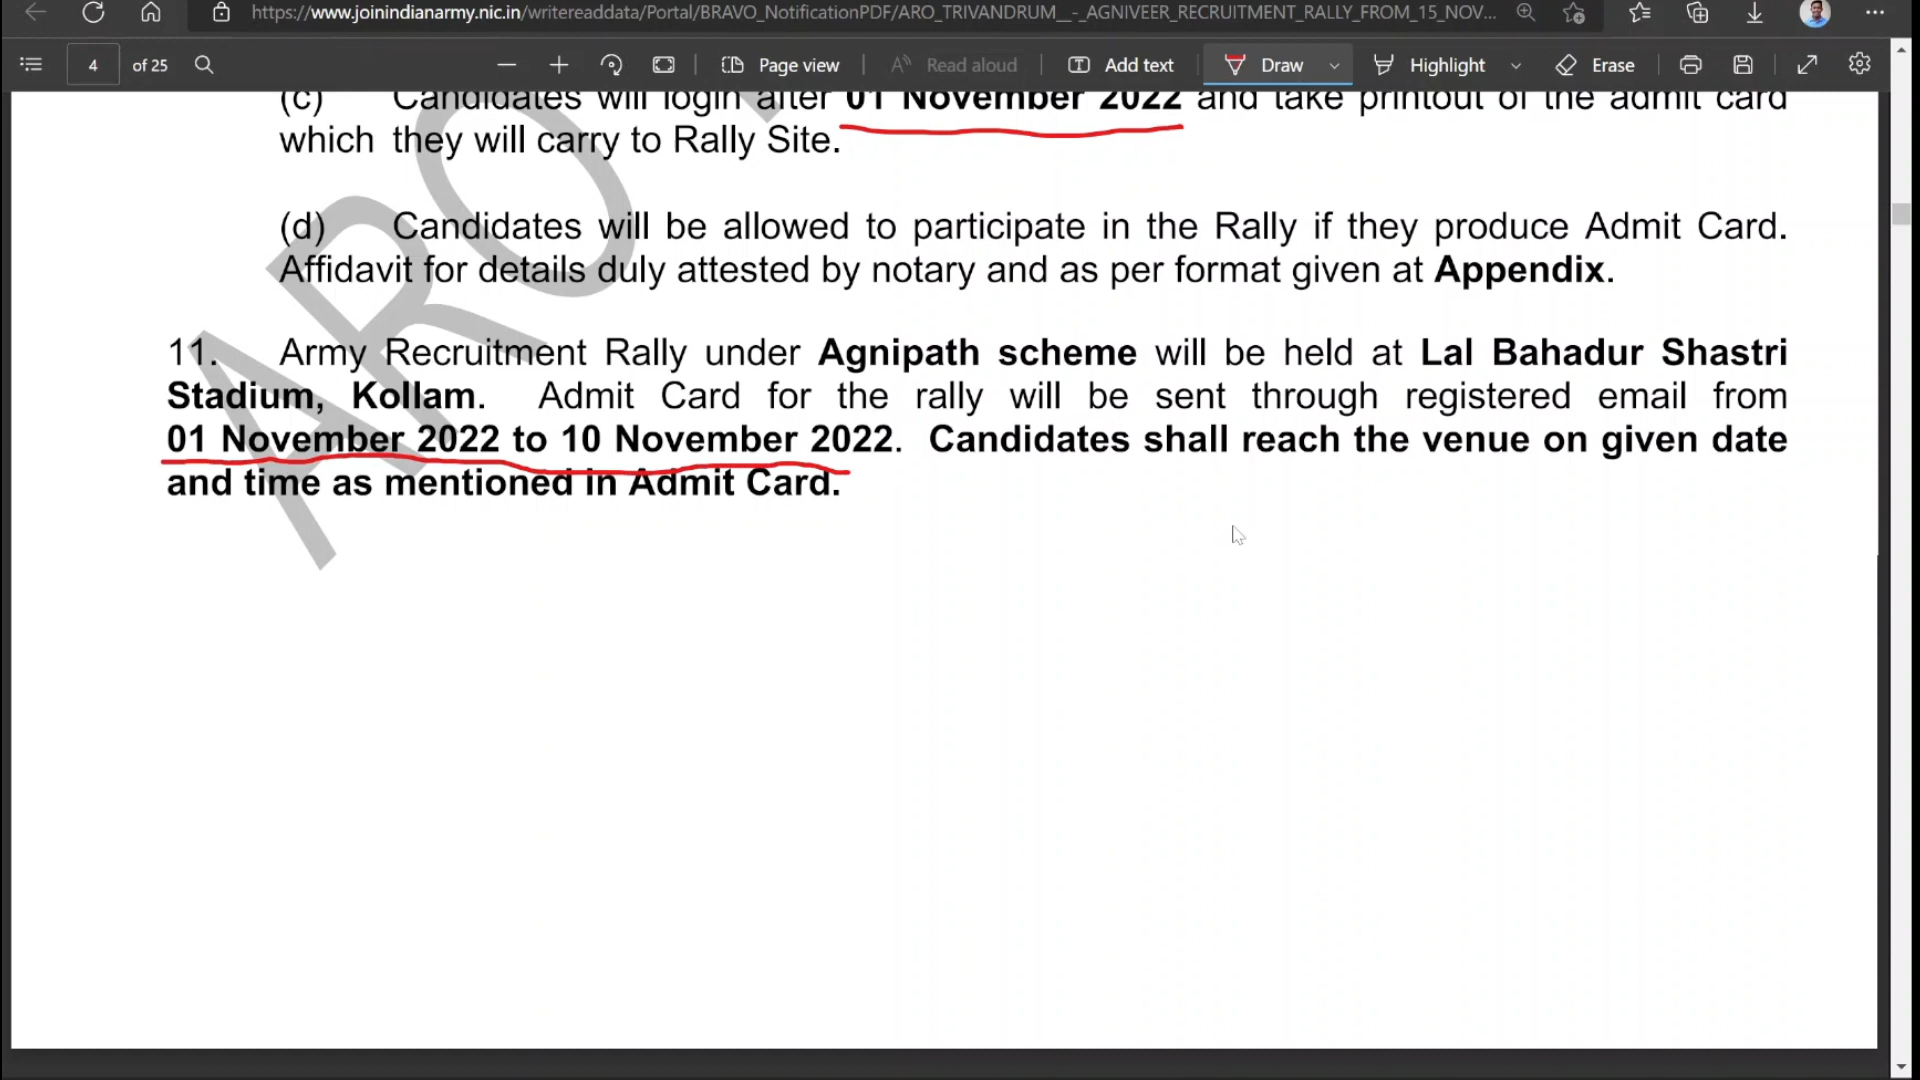 https://www.joinindianarmy.nic.in/writereaddata/Portal/BRAVO_NotificationPDF/ARO_TRIVANDRUM__-_AGNIVEER_RECRUITMENT_RALLY_FROM_15_NOV...
4 of 25 Page view Read aloud Add text Draw Highlight Erase
(c) Candidates will login after 01 November 2022 and take printout of the admit card
which they will carry to Rally Site.
(d) Candidates will be allowed to participate in the Rally if they produce Admit Card.
Affidavit for details duly attested by notary and as per format given at Appendix.
11. Army Recruitment Rally under Agnipath scheme will be held at Lal Bahadur Shastri
Stadium, Kollam. Admit Card for the rally will be sent through registered email from
01 November 2022 to 10 November 2022. Candidates shall reach the venue on given date
and time as mentioned in Admit Card.
ARO